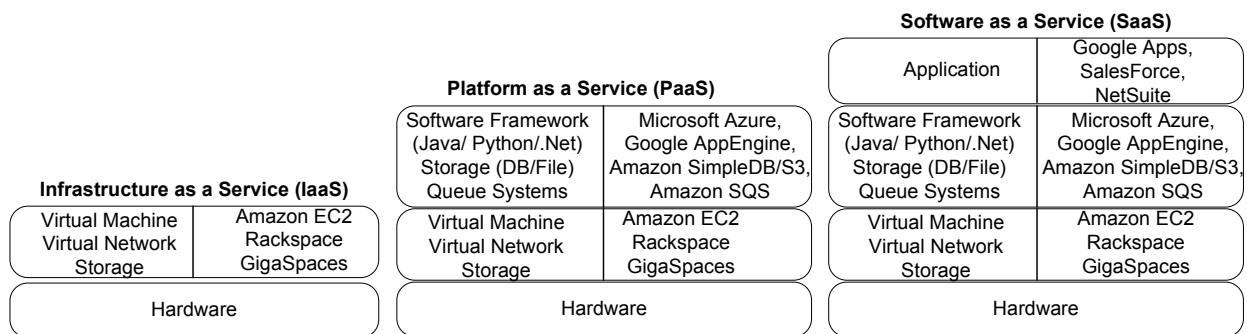 Infrastructure as a Service (IaaS)
Virtual Machine
Virtual Network
Storage
Amazon EC2
Rackspace
GigaSpaces
Hardware
Platform as a Service (PaaS)
Software Framework
(Java/ Python/.Net)
Storage (DB/File)
Queue Systems
Microsoft Azure,
Google AppEngine,
Amazon SimpleDB/S3,
Amazon SQS
Virtual Machine
Virtual Network
Storage
Amazon EC2
Rackspace
GigaSpaces
Hardware
Software as a Service (SaaS)
Application
Google Apps,
SalesForce,
NetSuite
Software Framework
(Java/ Python/.Net)
Storage (DB/File)
Queue Systems
Microsoft Azure,
Google AppEngine,
Amazon SimpleDB/S3,
Amazon SQS
Virtual Machine
Virtual Network
Storage
Amazon EC2
Rackspace
GigaSpaces
Hardware